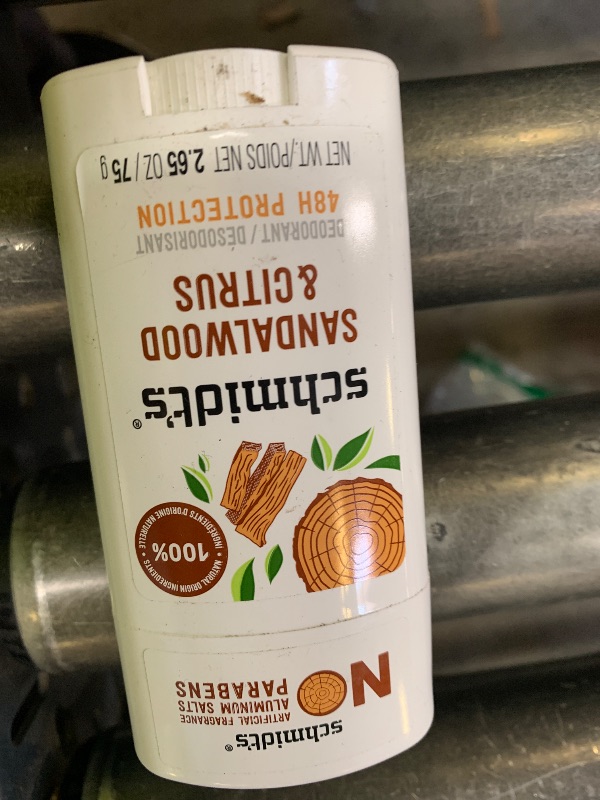 schmidt's®
NO
ARTIFICIAL FRAGRANCE
ALUMINUM SALTS
PARABENS
100%
NATURAL ORIGIN INGREDIENTS • INGREDIENTS D'ORIGINE NATURELLE •
schmidt's®
SANDALWOOD
&CITRUS
DEODORANT / DÉSODORISANT
48H PROTECTION
NET WT./POIDS NET 2.65 OZ / 75 g